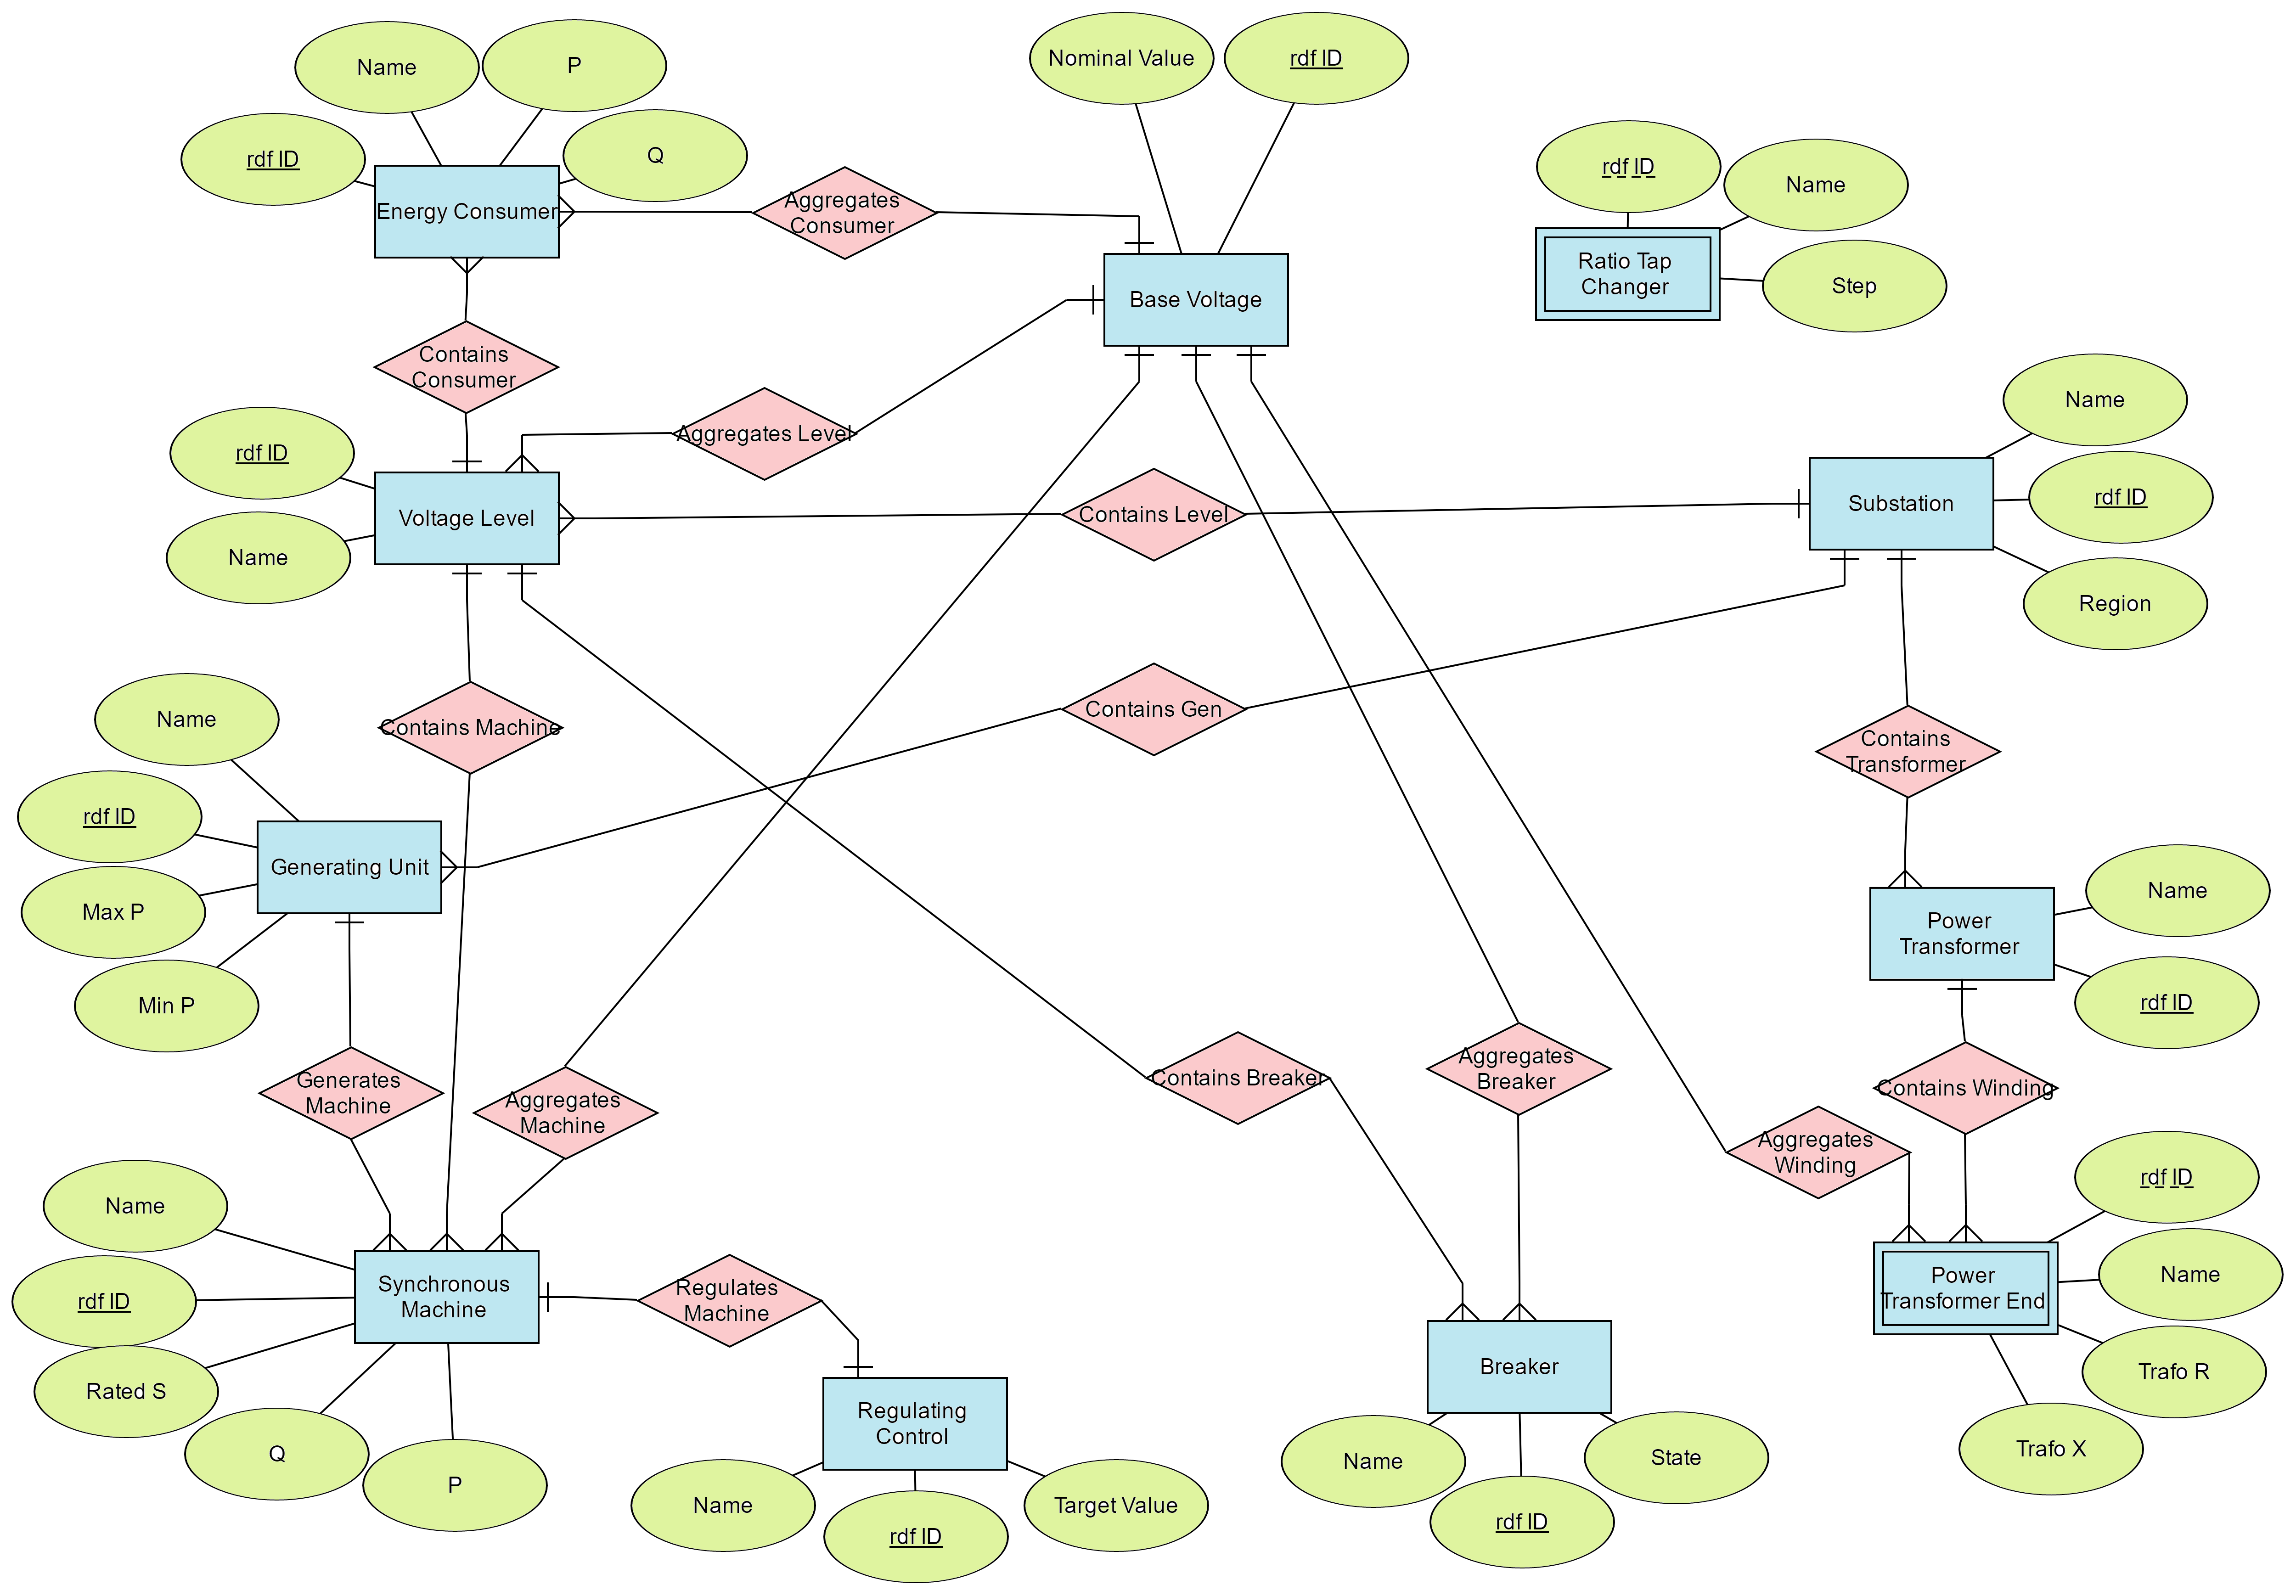 Nominal Value
rdf ID
Name
P
rdf ID
Q
Energy Consumer
Aggregates
Consumer
Base Voltage
rdf ID
Name
Ratio Tap
Changer
Step
Contains
Consumer
Aggregates Level
rdf ID
Voltage Level
Name
Contains Level
Substation
Name
rdf ID
Region
Contains Machine
Contains Gen
Contains
Transformer
Name
rdf ID
Generating Unit
Max P
Min P
Power
Transformer
Name
rdf ID
Generates
Machine
Aggregates
Machine
Contains Breaker
Aggregates
Breaker
Contains Winding
Aggregates
Winding
Name
rdf ID
Synchronous
Machine
Rated S
Q
P
Regulates
Machine
Regulating
Control
Name
rdf ID
Target Value
Breaker
Name
rdf ID
State
Power
Transformer End
rdf ID
Name
Trafo R
Trafo X